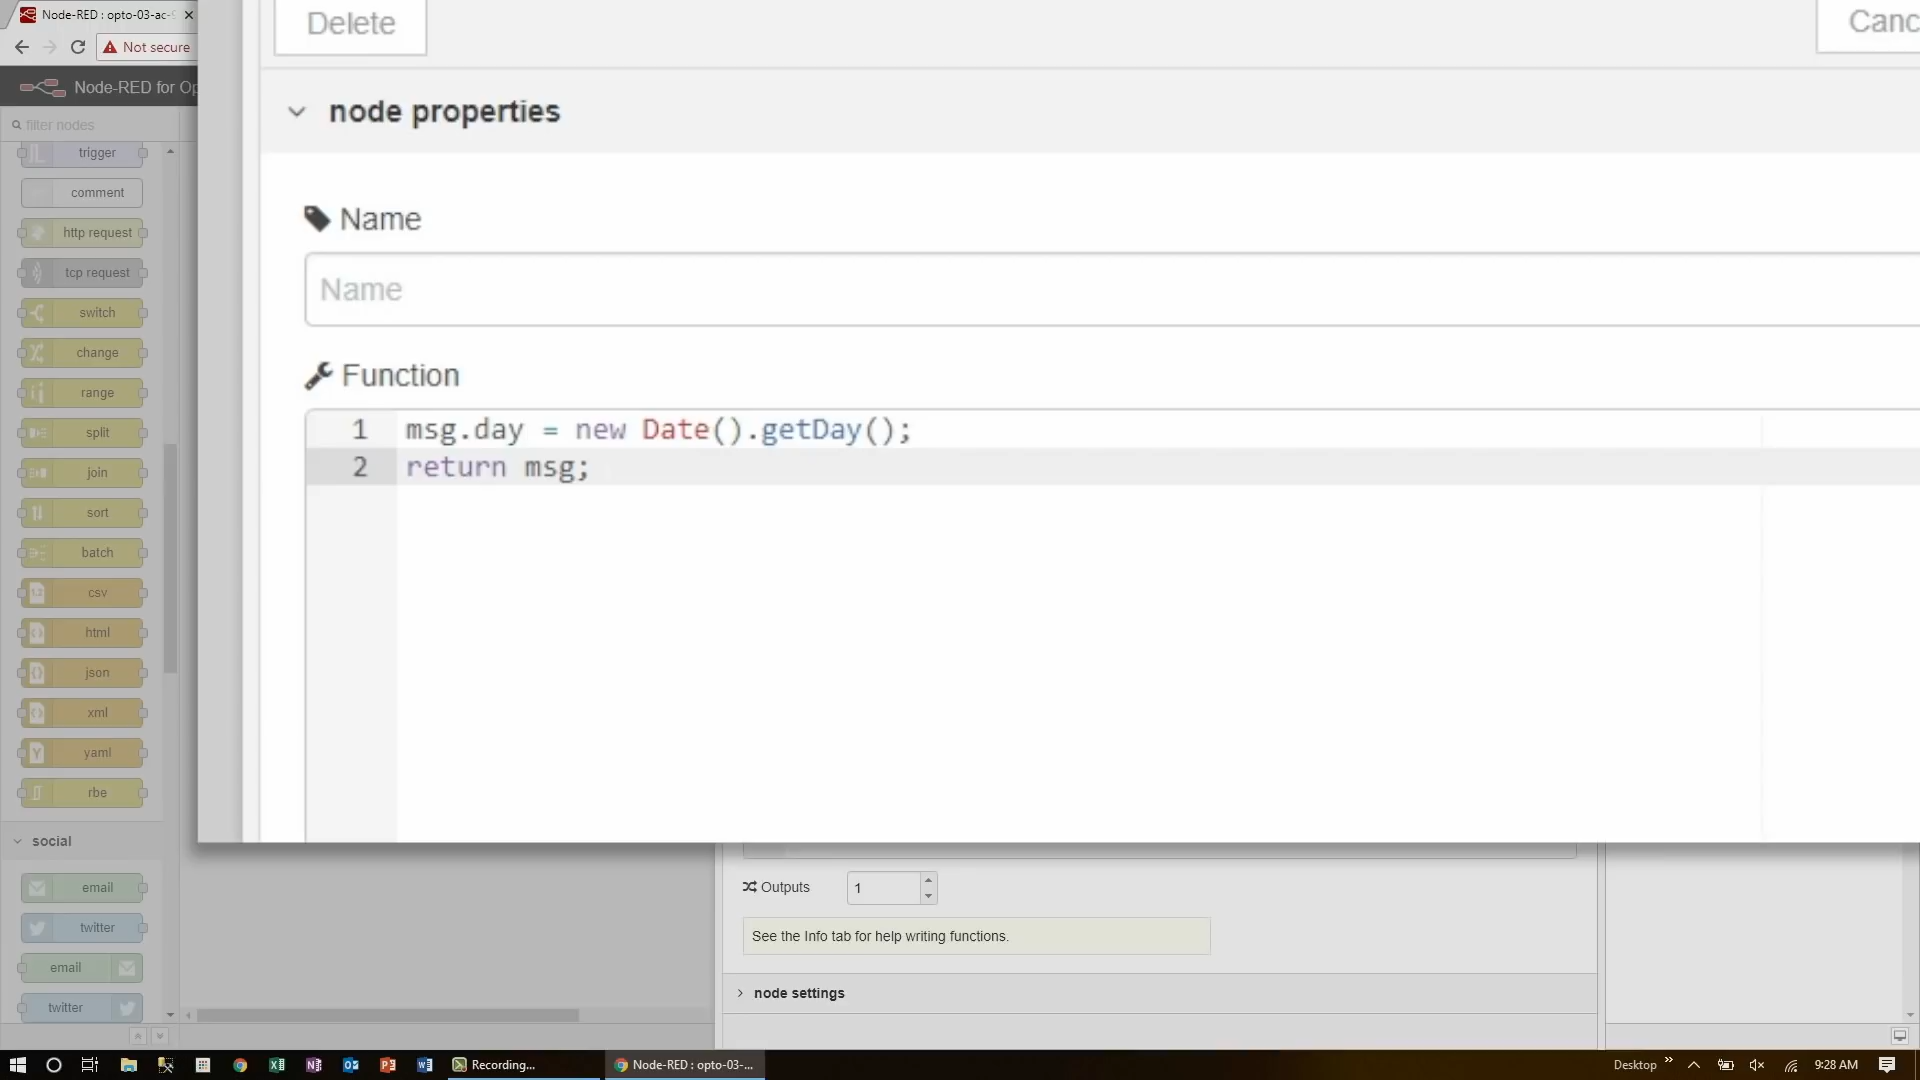 Node-RED : opto-03-ac-
Not secure
Node-RED for Op
filter nodes
trigger
comment
http request
tcp request
switch
change
range
split
join
sort
batch
csv
html
json
xml
yaml
rbe
social
email
twitter
email
twitter
Delete
Canc
node properties
Name
Name
Function
1 msg.day = new Date().getDay();
2 return msg;
Outputs 1
See the Info tab for help writing functions.
node settings
Recording...
Node-RED : opto-03-...
Desktop
9:28 AM